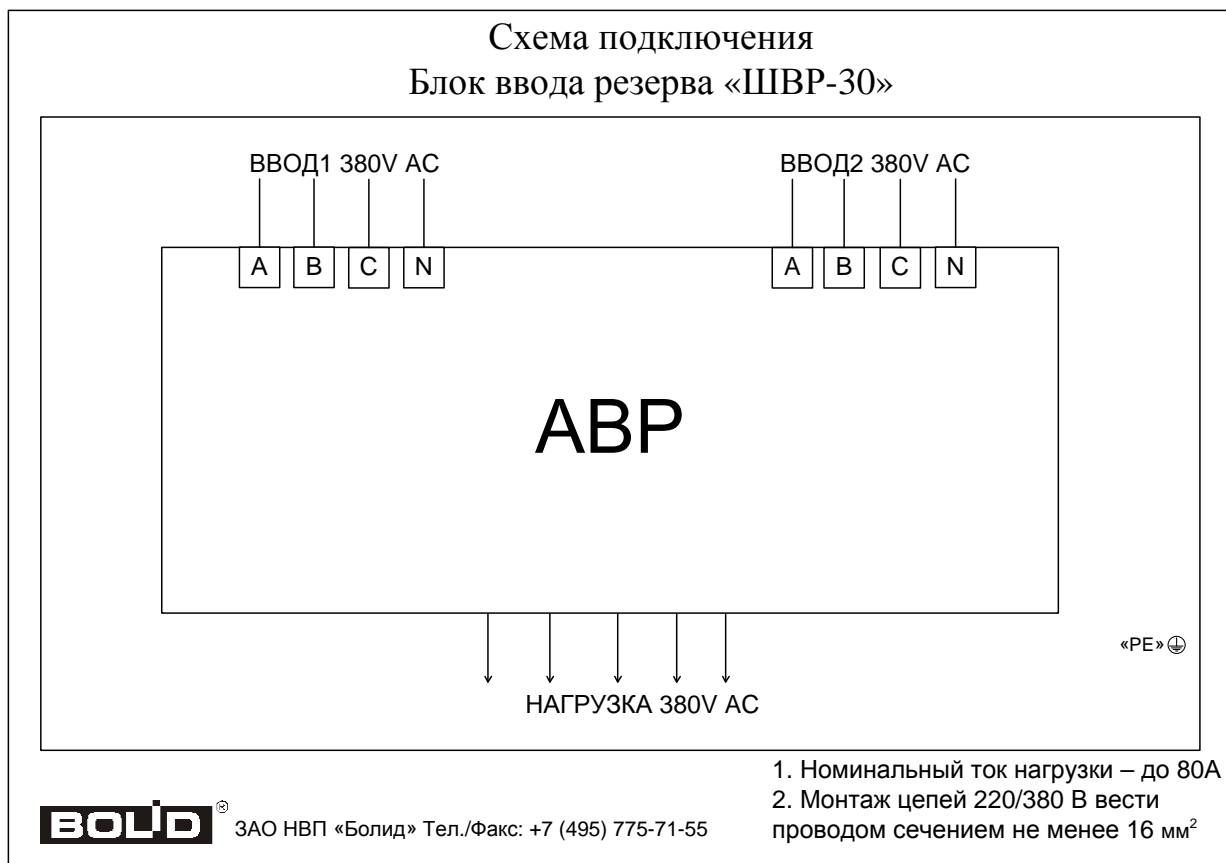 Схема подключения
Блок ввода резерва «ШВР-30»
ВВОД1 380V AC
ВВОД2 380V AC
A B C N
A B C N
АВР
«PE»
НАГРУЗКА 380V AC
1. Номинальный ток нагрузки – до 80А
2. Монтаж цепей 220/380 В вести
проводом сечением не менее 16 мм²
BOLID ®
ЗАО НВП «Болид» Тел./Факс: +7 (495) 775-71-55